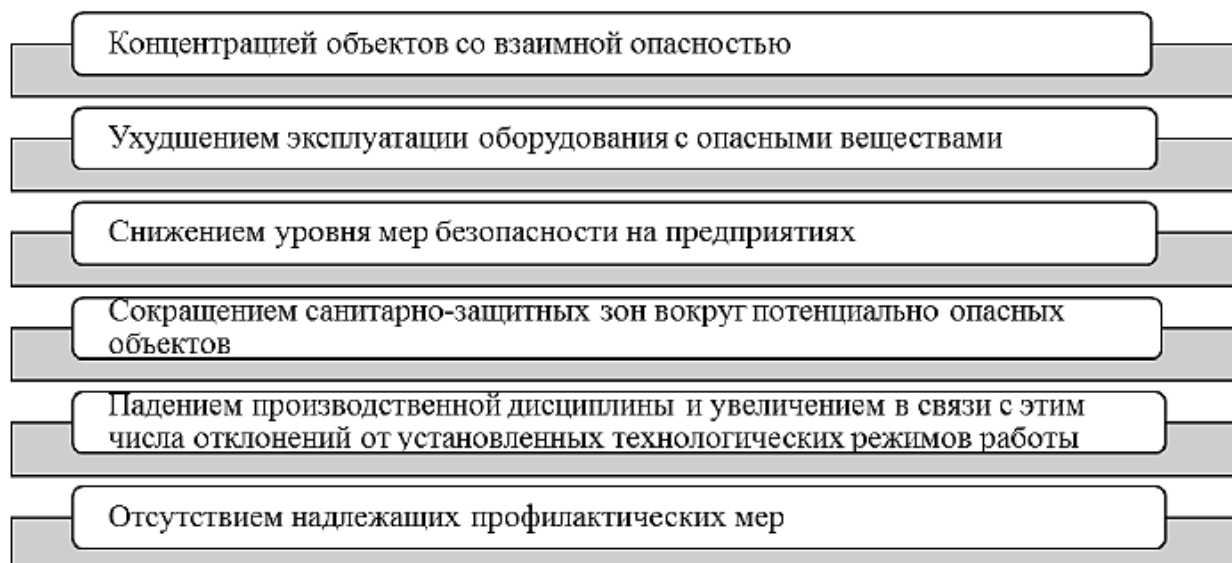 Концентрацией объектов со взаимной опасностью
Ухудшением эксплуатации оборудования с опасными веществами
Снижением уровня мер безопасности на предприятиях
Сокращением санитарно-защитных зон вокруг потенциально опасных
объектов
Падением производственной дисциплины и увеличением в связи с этим
числа отклонений от установленных технологических режимов работы
Отсутствием надлежащих профилактических мер